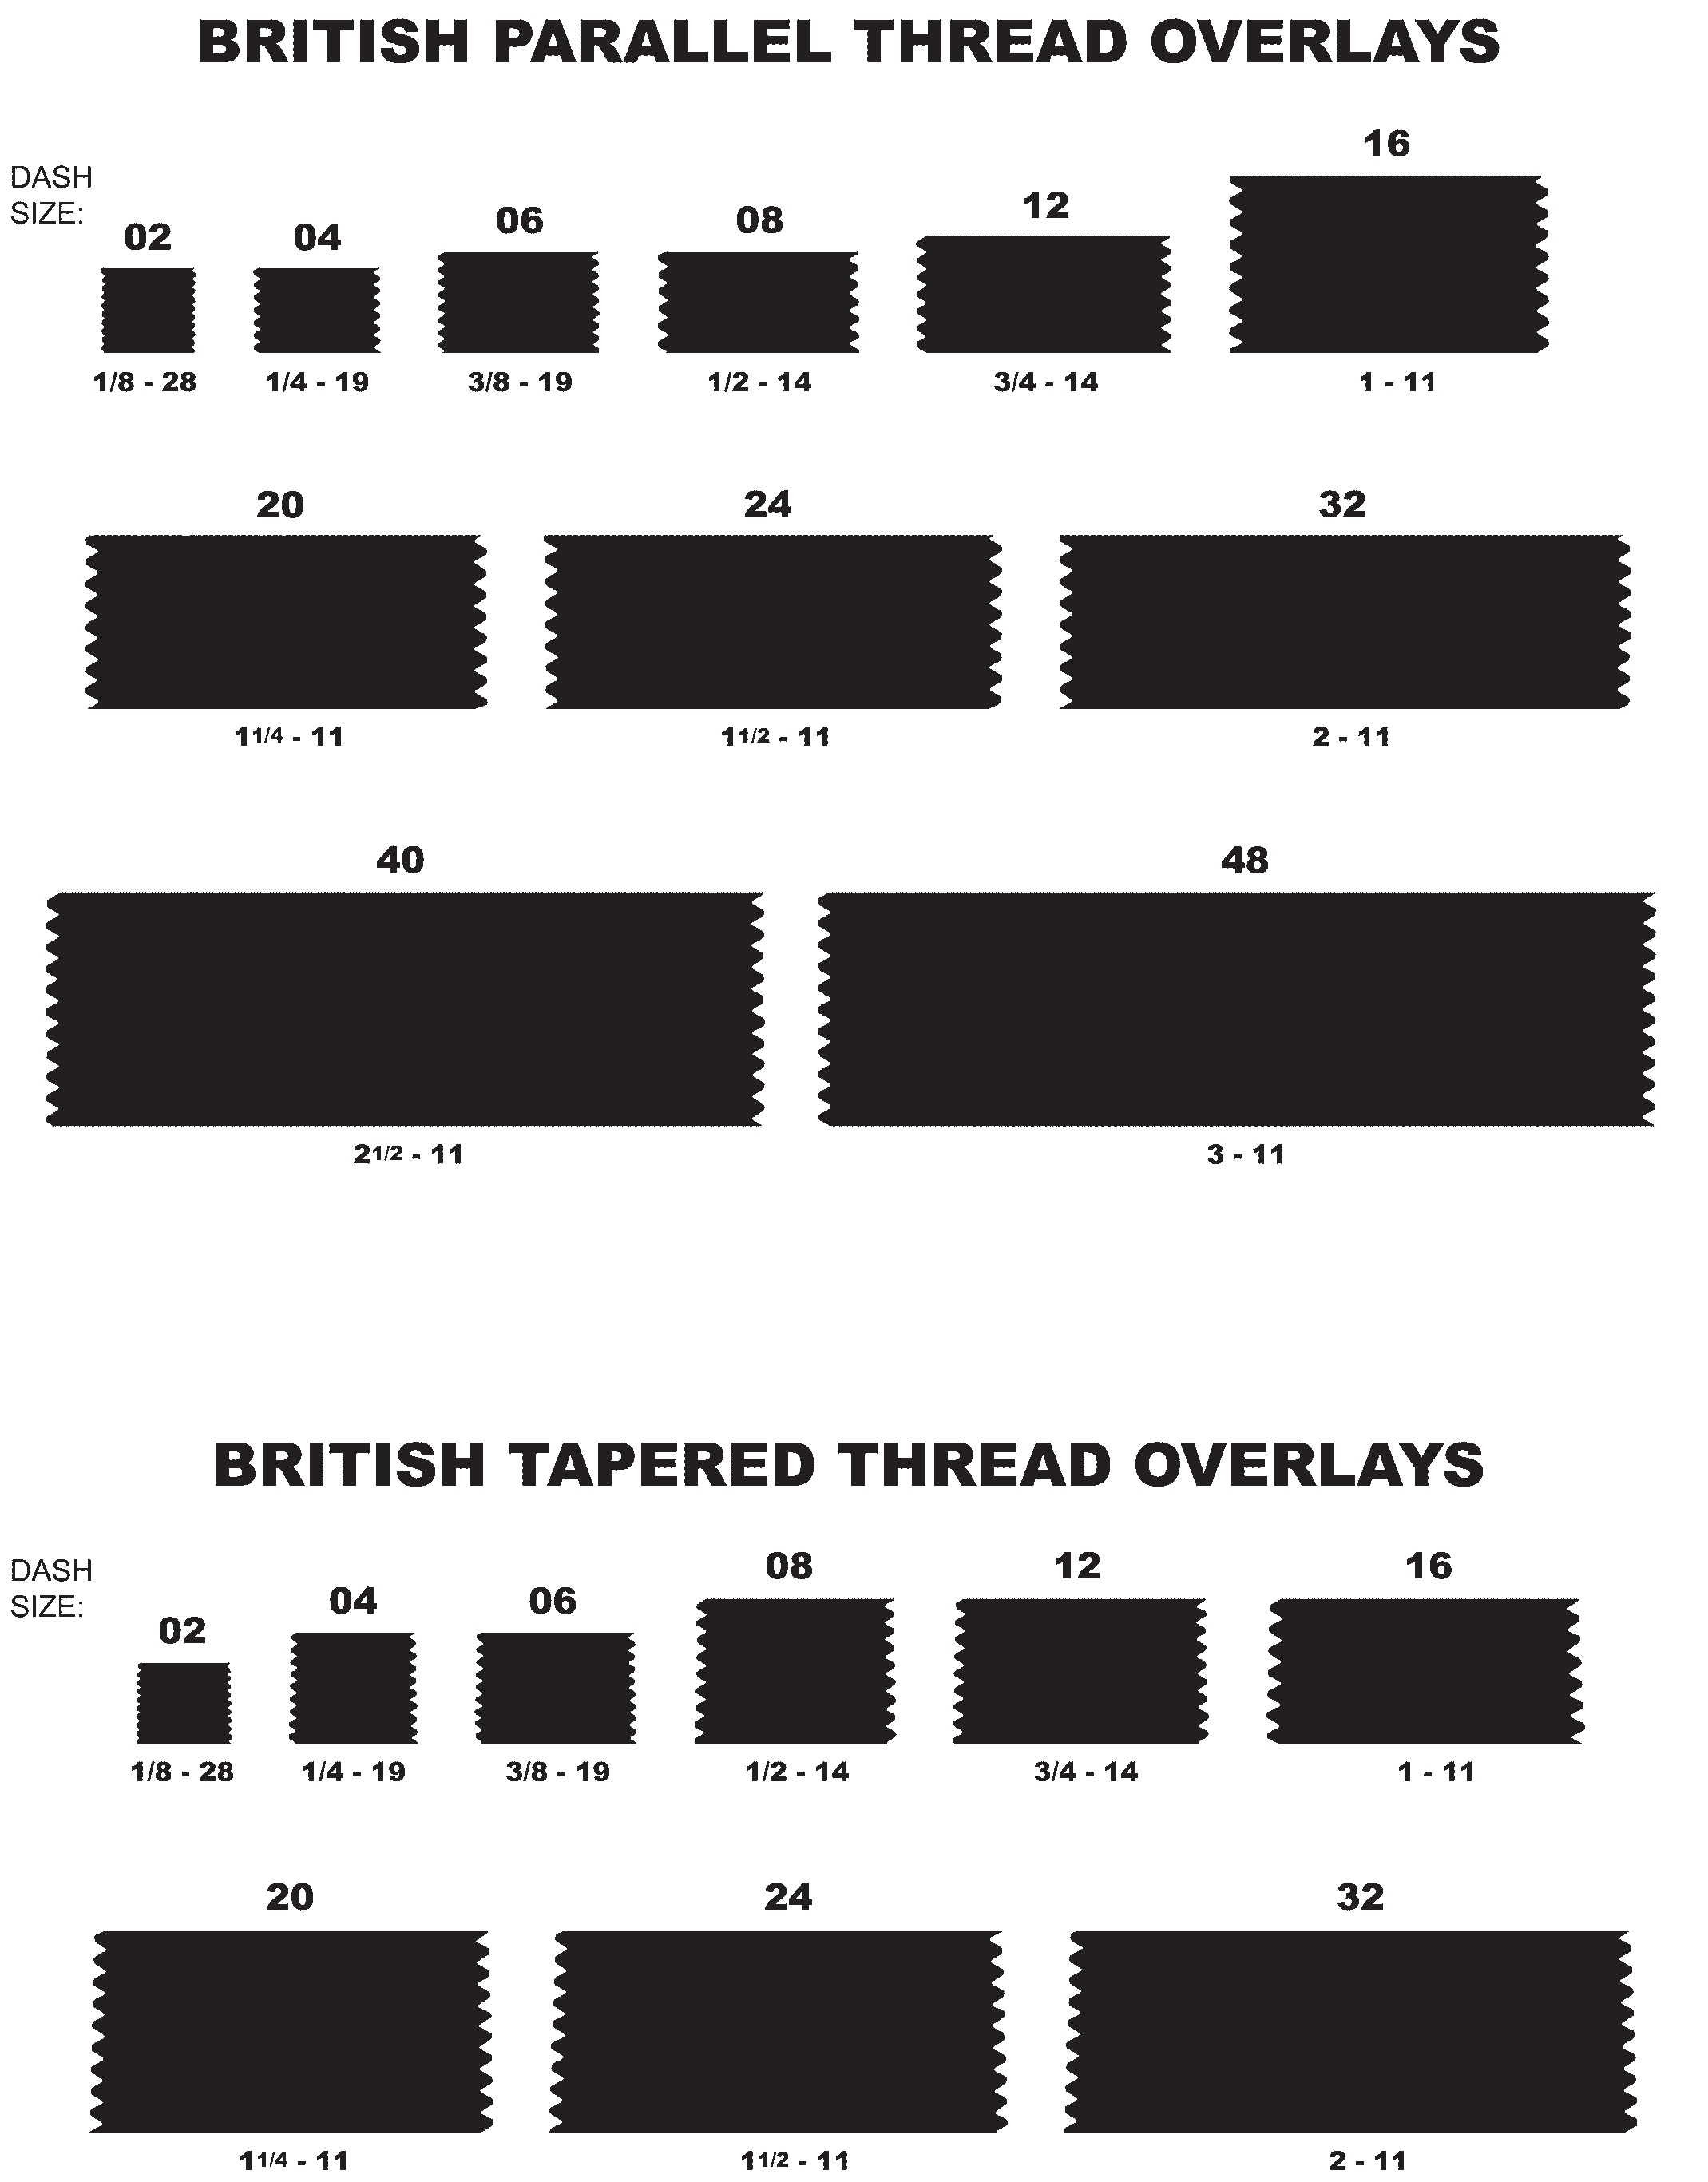 BRITISH PARALLEL THREAD OVERLAYS
DASH
SIZE:
02 04 06 08 12 16
1/8 - 28 1/4 - 19 3/8 - 19 1/2 - 14 3/4 - 14 1 - 11
20 24 32
11/4 - 11 11/2 - 11 2 - 11
40 48
21/2 - 11 3 - 11
BRITISH TAPERED THREAD OVERLAYS
DASH
SIZE:
02 04 06 08 12 16
1/8 - 28 1/4 - 19 3/8 - 19 1/2 - 14 3/4 - 14 1 - 11
20 24 32
11/4 - 11 11/2 - 11 2 - 11